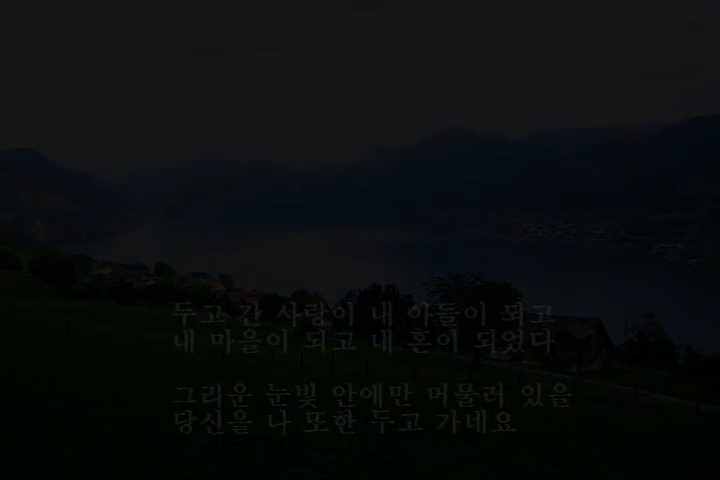 두고 간 사랑이 내 아들이 되고
내 마을이 되고 내 혼이 되었다
그리운 눈빛 안에만 머물러 있을
당신을 나 또한 두고 가네요